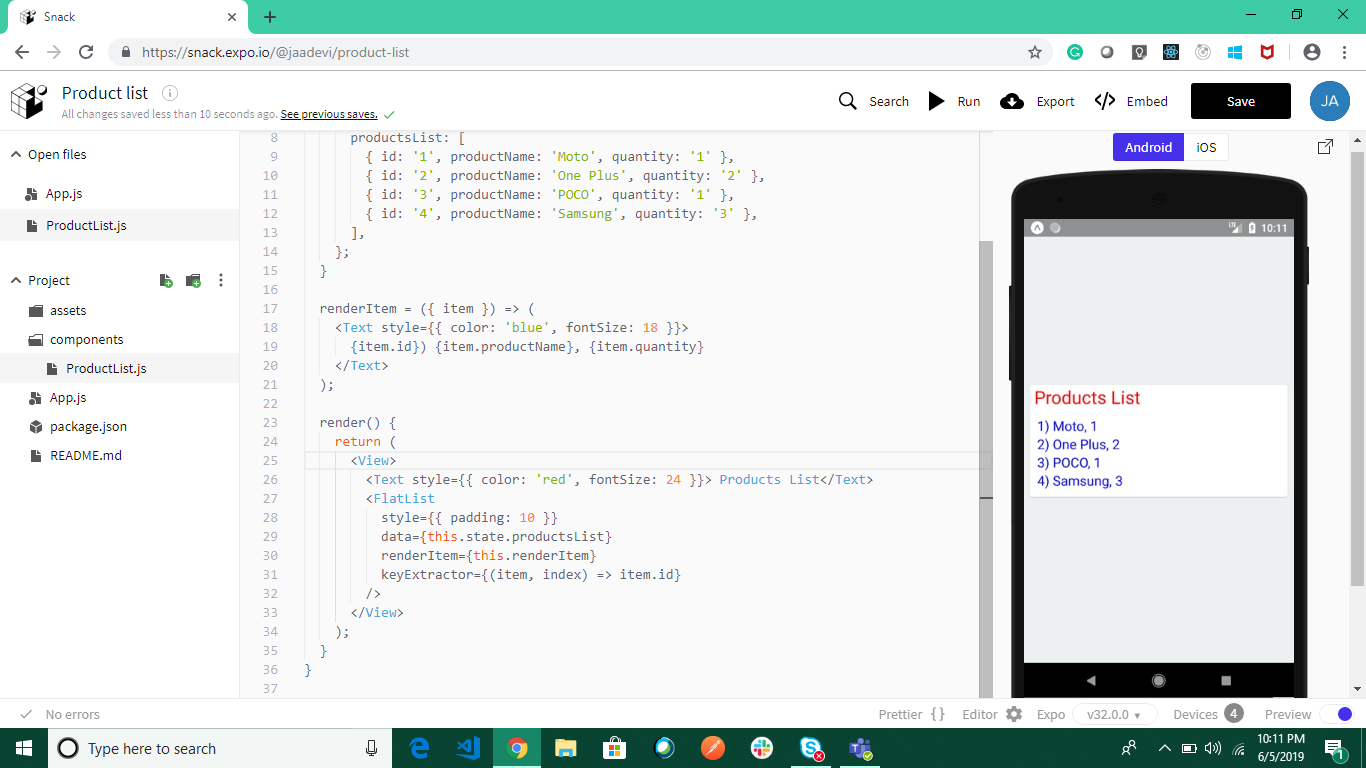 Snack
https://snack.expo.io/@jaadevi/product-list
Product list
All changes saved less than 10 seconds ago. See previous saves.
Search
Run
Export
Embed
Save
JA
Open files
App.js
ProductList.js
Project
assets
components
ProductList.js
App.js
package.json
README.md
8 productsList: [
9 { id: '1', productName: 'Moto', quantity: '1' },
10 { id: '2', productName: 'One Plus', quantity: '2' },
11 { id: '3', productName: 'POCO', quantity: '1' },
12 { id: '4', productName: 'Samsung', quantity: '3' },
13 ],
14 };
15 }
16
17 renderItem = ({ item }) => (
18 <Text style={{ color: 'blue', fontSize: 18 }}>
19 {item.id}) {item.productName}, {item.quantity}
20 </Text>
21 );
22
23 render() {
24 return (
25 <View>
26 <Text style={{ color: 'red', fontSize: 24 }}> Products List</Text>
27 <FlatList
28 style={{ padding: 10 }}
29 data={this.state.productsList}
30 renderItem={this.renderItem}
31 keyExtractor={(item, index) => item.id}
32 />
33 </View>
34 );
35 }
36 }
37
Android
iOS
LTE 10:11
Products List
1) Moto, 1
2) One Plus, 2
3) POCO, 1
4) Samsung, 3
No errors
Prettier { }
Editor
Expo
v32.0.0
Devices 4
Preview
Type here to search
10:11 PM
6/5/2019
1